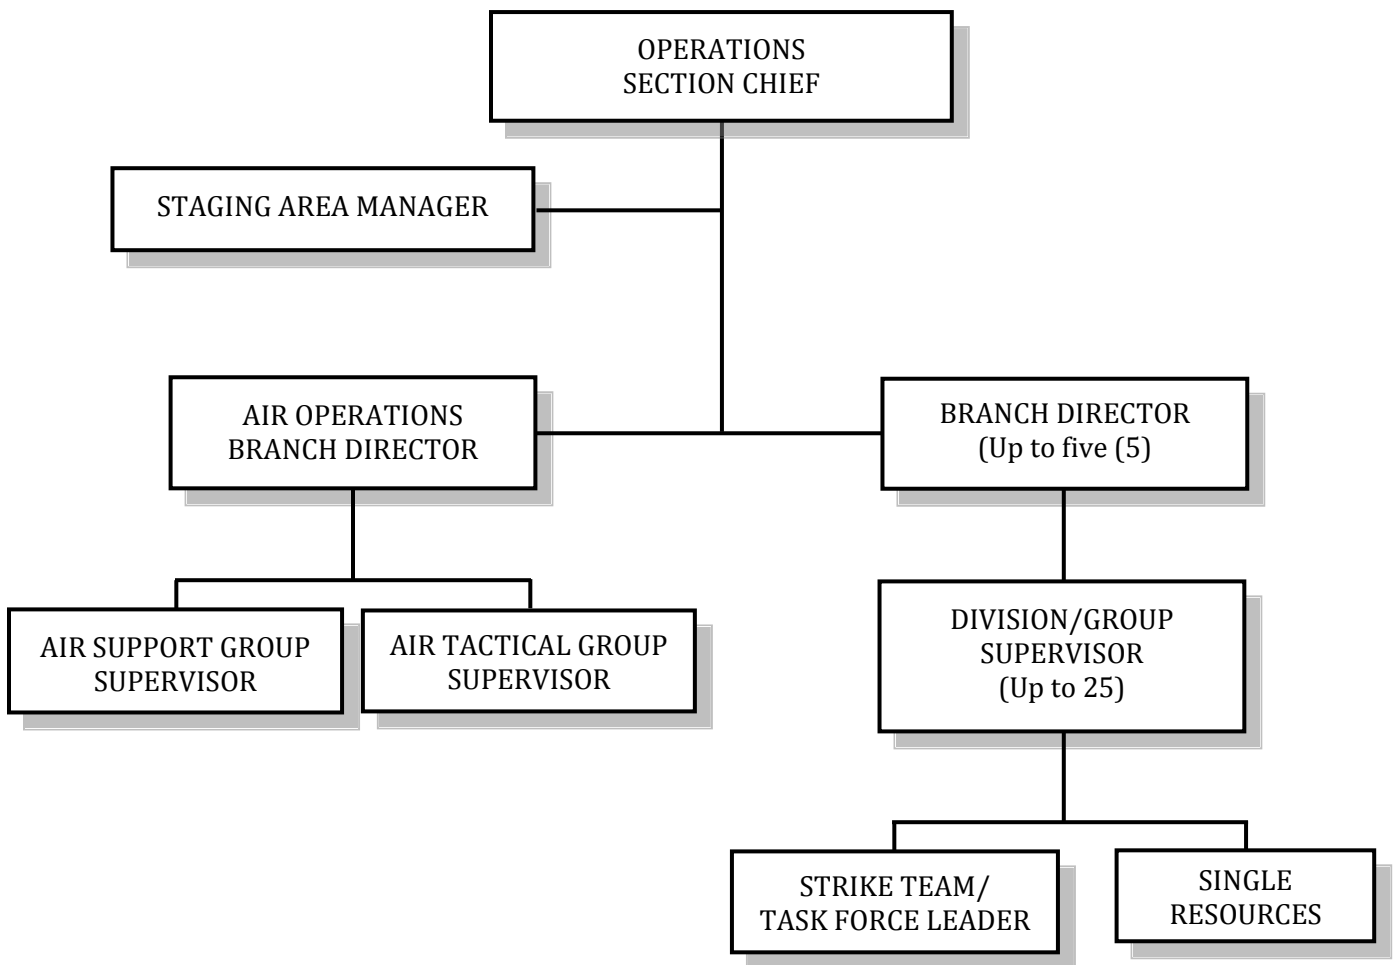 OPERATIONS
SECTION CHIEF
STAGING AREA MANAGER
AIR OPERATIONS
BRANCH DIRECTOR
BRANCH DIRECTOR
(Up to five (5)
AIR SUPPORT GROUP
SUPERVISOR
AIR TACTICAL GROUP
SUPERVISOR
DIVISION/GROUP
SUPERVISOR
(Up to 25)
STRIKE TEAM/
TASK FORCE LEADER
SINGLE
RESOURCES